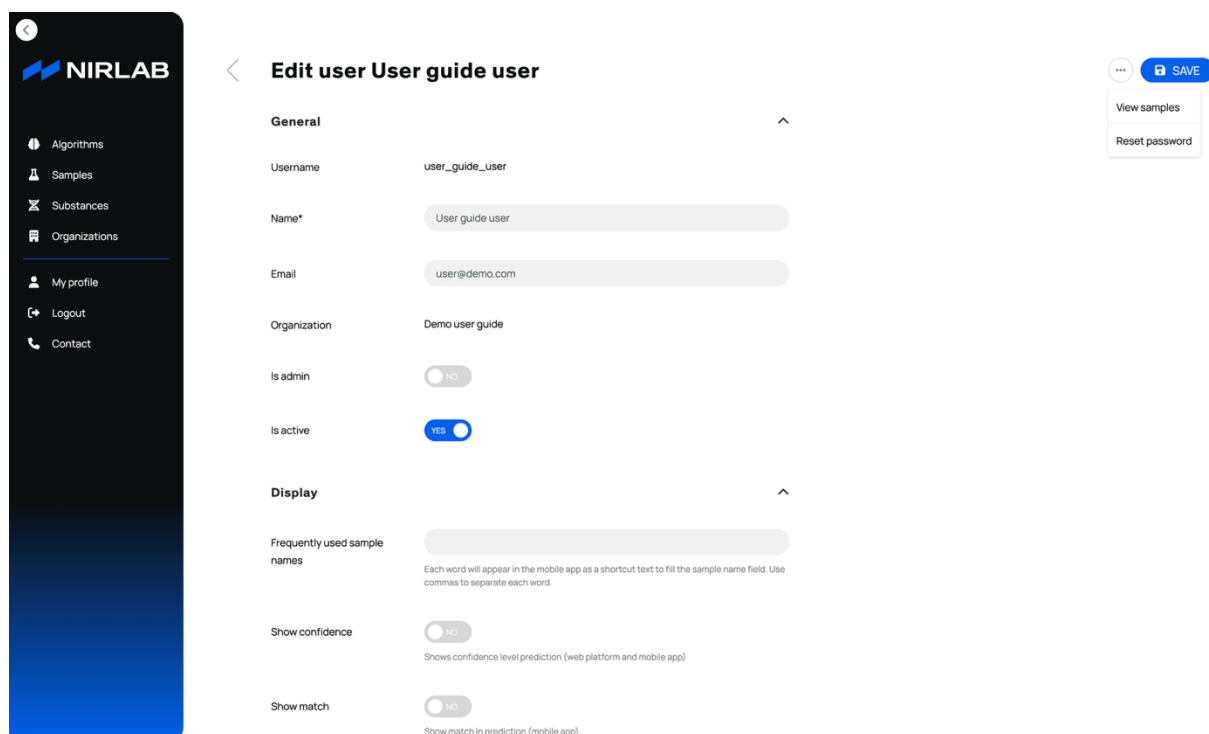 NIRLAB
Algorithms
Samples
Substances
Organizations
My profile
Logout
Contact
Edit user User guide user
SAVE
View samples
Reset password
General
Username
user_guide_user
Name*
User guide user
Email
user@demo.com
Organization
Demo user guide
Is admin
NO
Is active
YES
Display
Frequently used sample
names
Each word will appear in the mobile app as a shortcut text to fill the sample name field. Use
commas to separate each word.
Show confidence
NO
Shows confidence level prediction (web platform and mobile app)
Show match
NO
Show match in prediction (mobile app).